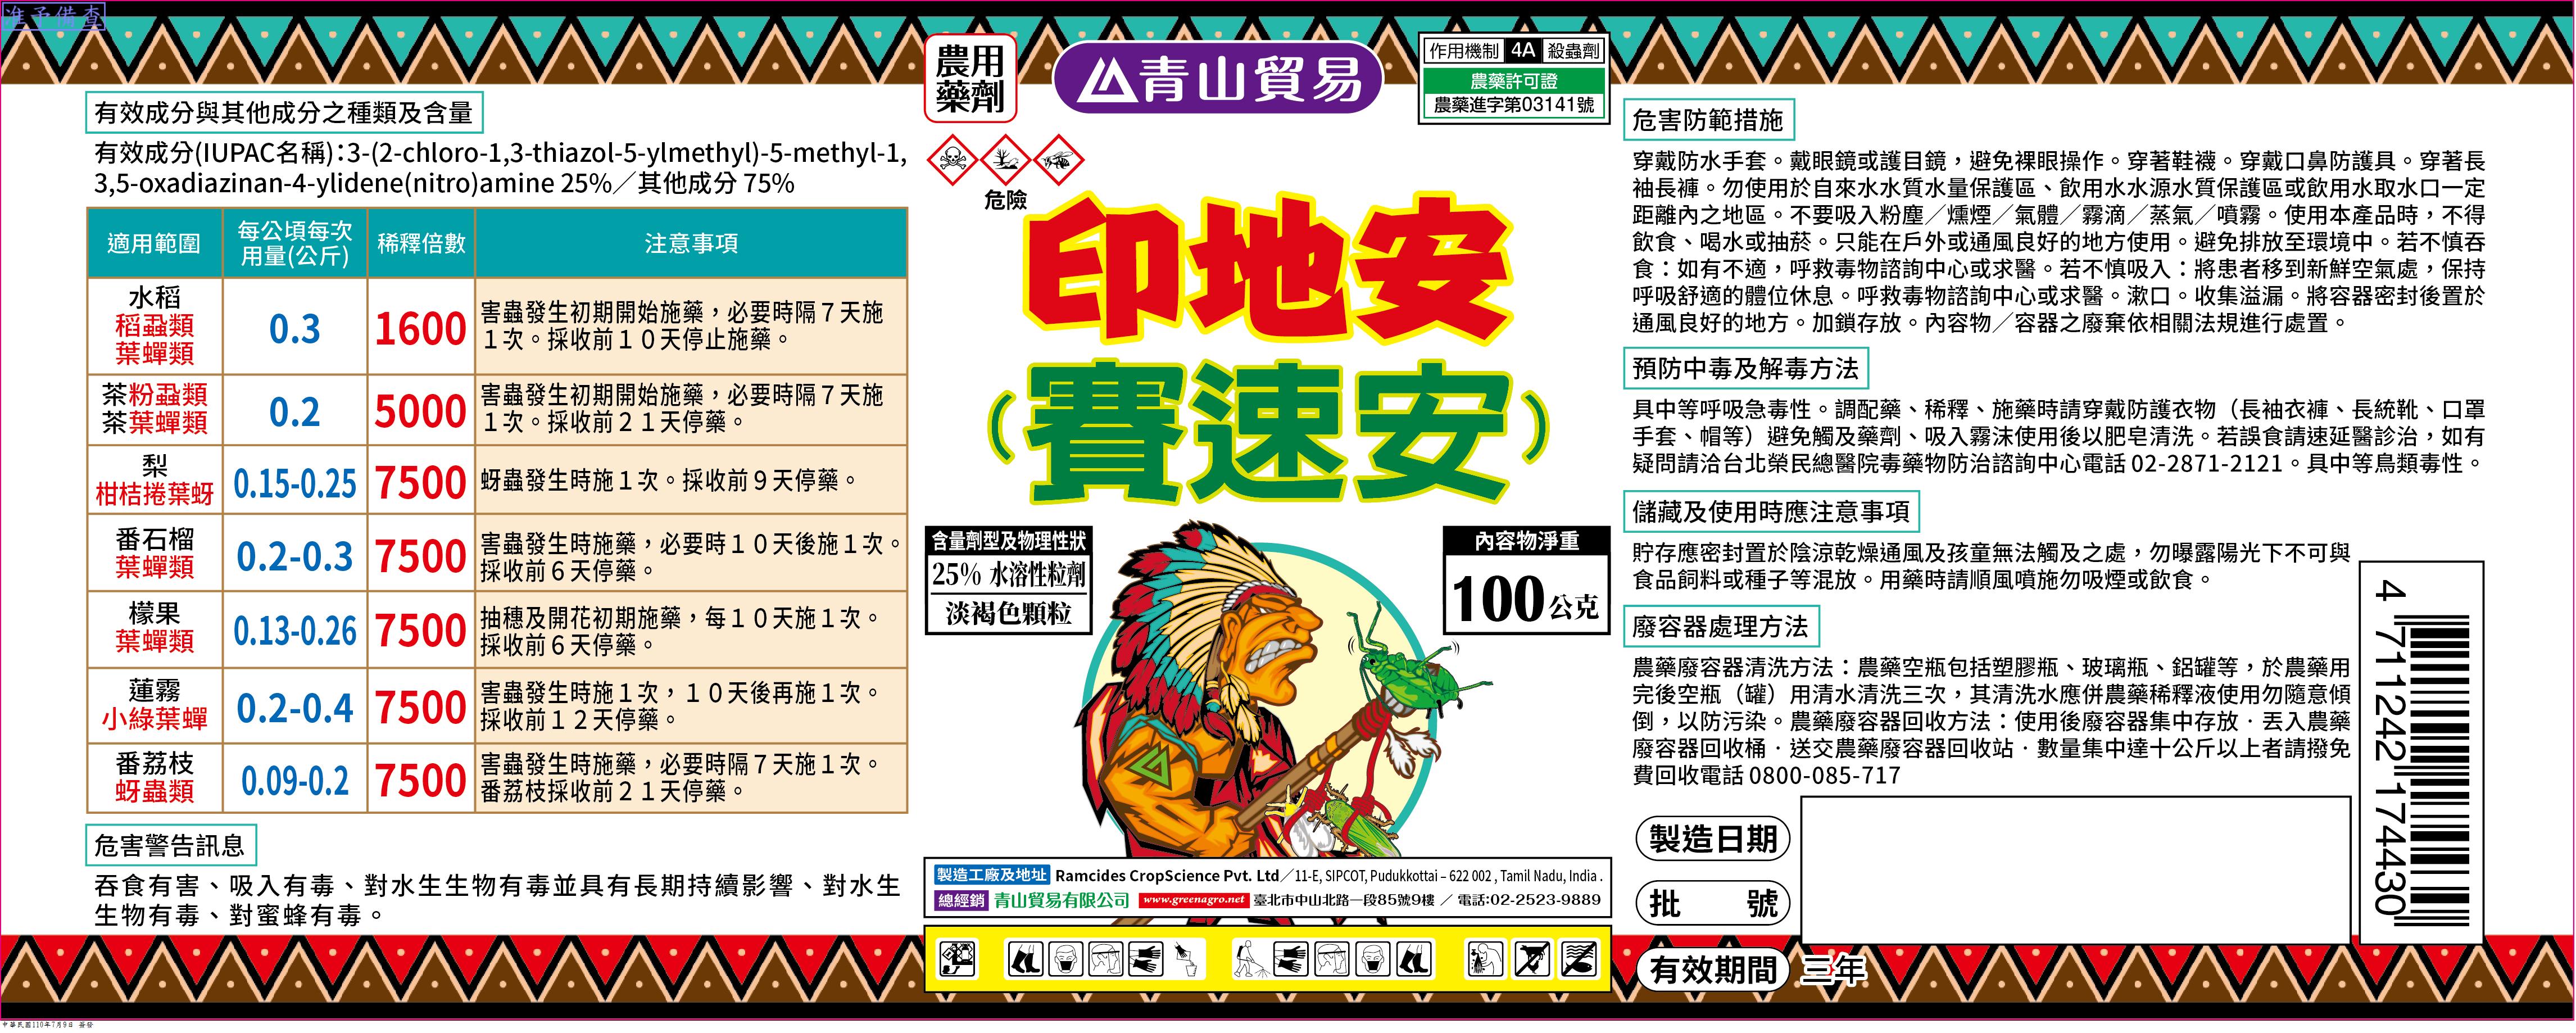 准予備查
有效成分與其他成分之種類及含量
有效成分(IUPAC名稱)：3-(2-chloro-1,3-thiazol-5-ylmethyl)-5-methyl-1,
3,5-oxadiazinan-4-ylidene(nitro)amine 25%／其他成分 75%
適用範圍 每公頃每次用量(公斤) 稀釋倍數 注意事項
水稻
稻蝨類
葉蟬類
0.3 1600
害蟲發生初期開始施藥，必要時隔７天施
１次。採收前１０天停止施藥。
茶粉蝨類
茶葉蟬類
0.2 5000
害蟲發生初期開始施藥，必要時隔７天施
１次。採收前２１天停藥。
梨
柑桔捲葉蚜
0.15-0.25 7500 蚜蟲發生時施１次。採收前９天停藥。
番石榴
葉蟬類
0.2-0.3 7500
害蟲發生時施藥，必要時１０天後施１次。
採收前６天停藥。
檬果
葉蟬類
0.13-0.26 7500
抽穗及開花初期施藥，每１０天施１次。
採收前６天停藥。
蓮霧
小綠葉蟬
0.2-0.4 7500
害蟲發生時施１次，１０天後再施１次。
採收前１２天停藥。
番荔枝
蚜蟲類
0.09-0.2 7500
害蟲發生時施藥，必要時隔７天施１次。
番荔枝採收前２１天停藥。
危害警告訊息
吞食有害、吸入有毒、對水生生物有毒並具有長期持續影響、對水生
生物有毒、對蜜蜂有毒。
農用
藥劑
青山貿易
作用機制 4A 殺蟲劑
農藥許可證
農藥進字第03141號
危險
印地安
（賽速安）
含量劑型及物理性狀
25% 水溶性粒劑
淡褐色顆粒
內容物淨重
100公克
製造工廠及地址 Ramcides CropScience Pvt. Ltd／11-E, SIPCOT, Pudukkottai – 622 002 , Tamil Nadu, India .
總經銷 青山貿易有限公司 www.greenagro.net 臺北市中山北路一段85號9樓 ／ 電話:02-2523-9889
危害防範措施
穿戴防水手套。戴眼鏡或護目鏡，避免裸眼操作。穿著鞋襪。穿戴口鼻防護具。穿著長
袖長褲。勿使用於自來水水質水量保護區、飲用水水源水質保護區或飲用水取水口一定
距離內之地區。不要吸入粉塵／燻煙／氣體／霧滴／蒸氣／噴霧。使用本產品時，不得
飲食、喝水或抽菸。只能在戶外或通風良好的地方使用。避免排放至環境中。若不慎吞
食：如有不適，呼救毒物諮詢中心或求醫。若不慎吸入：將患者移到新鮮空氣處，保持
呼吸舒適的體位休息。呼救毒物諮詢中心或求醫。漱口。收集溢漏。將容器密封後置於
通風良好的地方。加鎖存放。內容物／容器之廢棄依相關法規進行處置。
預防中毒及解毒方法
具中等呼吸急毒性。調配藥、稀釋、施藥時請穿戴防護衣物（長袖衣褲、長統靴、口罩
手套、帽等）避免觸及藥劑、吸入霧沫使用後以肥皂清洗。若誤食請速延醫診治，如有
疑問請洽台北榮民總醫院毒藥物防治諮詢中心電話 02-2871-2121。具中等鳥類毒性。
儲藏及使用時應注意事項
貯存應密封置於陰涼乾燥通風及孩童無法觸及之處，勿曝露陽光下不可與
食品飼料或種子等混放。用藥時請順風噴施勿吸煙或飲食。
廢容器處理方法
農藥廢容器清洗方法：農藥空瓶包括塑膠瓶、玻璃瓶、鋁罐等，於農藥用
完後空瓶（罐）用清水清洗三次，其清洗水應併農藥稀釋液使用勿隨意傾
倒，以防污染。農藥廢容器回收方法：使用後廢容器集中存放．丟入農藥
廢容器回收桶．送交農藥廢容器回收站．數量集中達十公斤以上者請撥免
費回收電話 0800-085-717
製造日期
批 號
有效期間 三年
4 711242 174430
中華民國110年7月9日 簽發